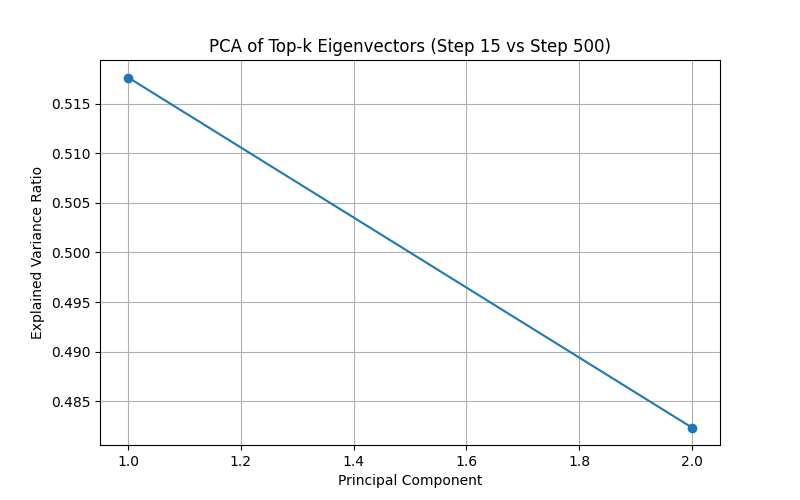 PCA of Top-k Eigenvectors (Step 15 vs Step 500)
Explained Variance Ratio
0.515
0.510
0.505
0.500
0.495
0.490
0.485
1.0 1.2 1.4 1.6 1.8 2.0
Principal Component